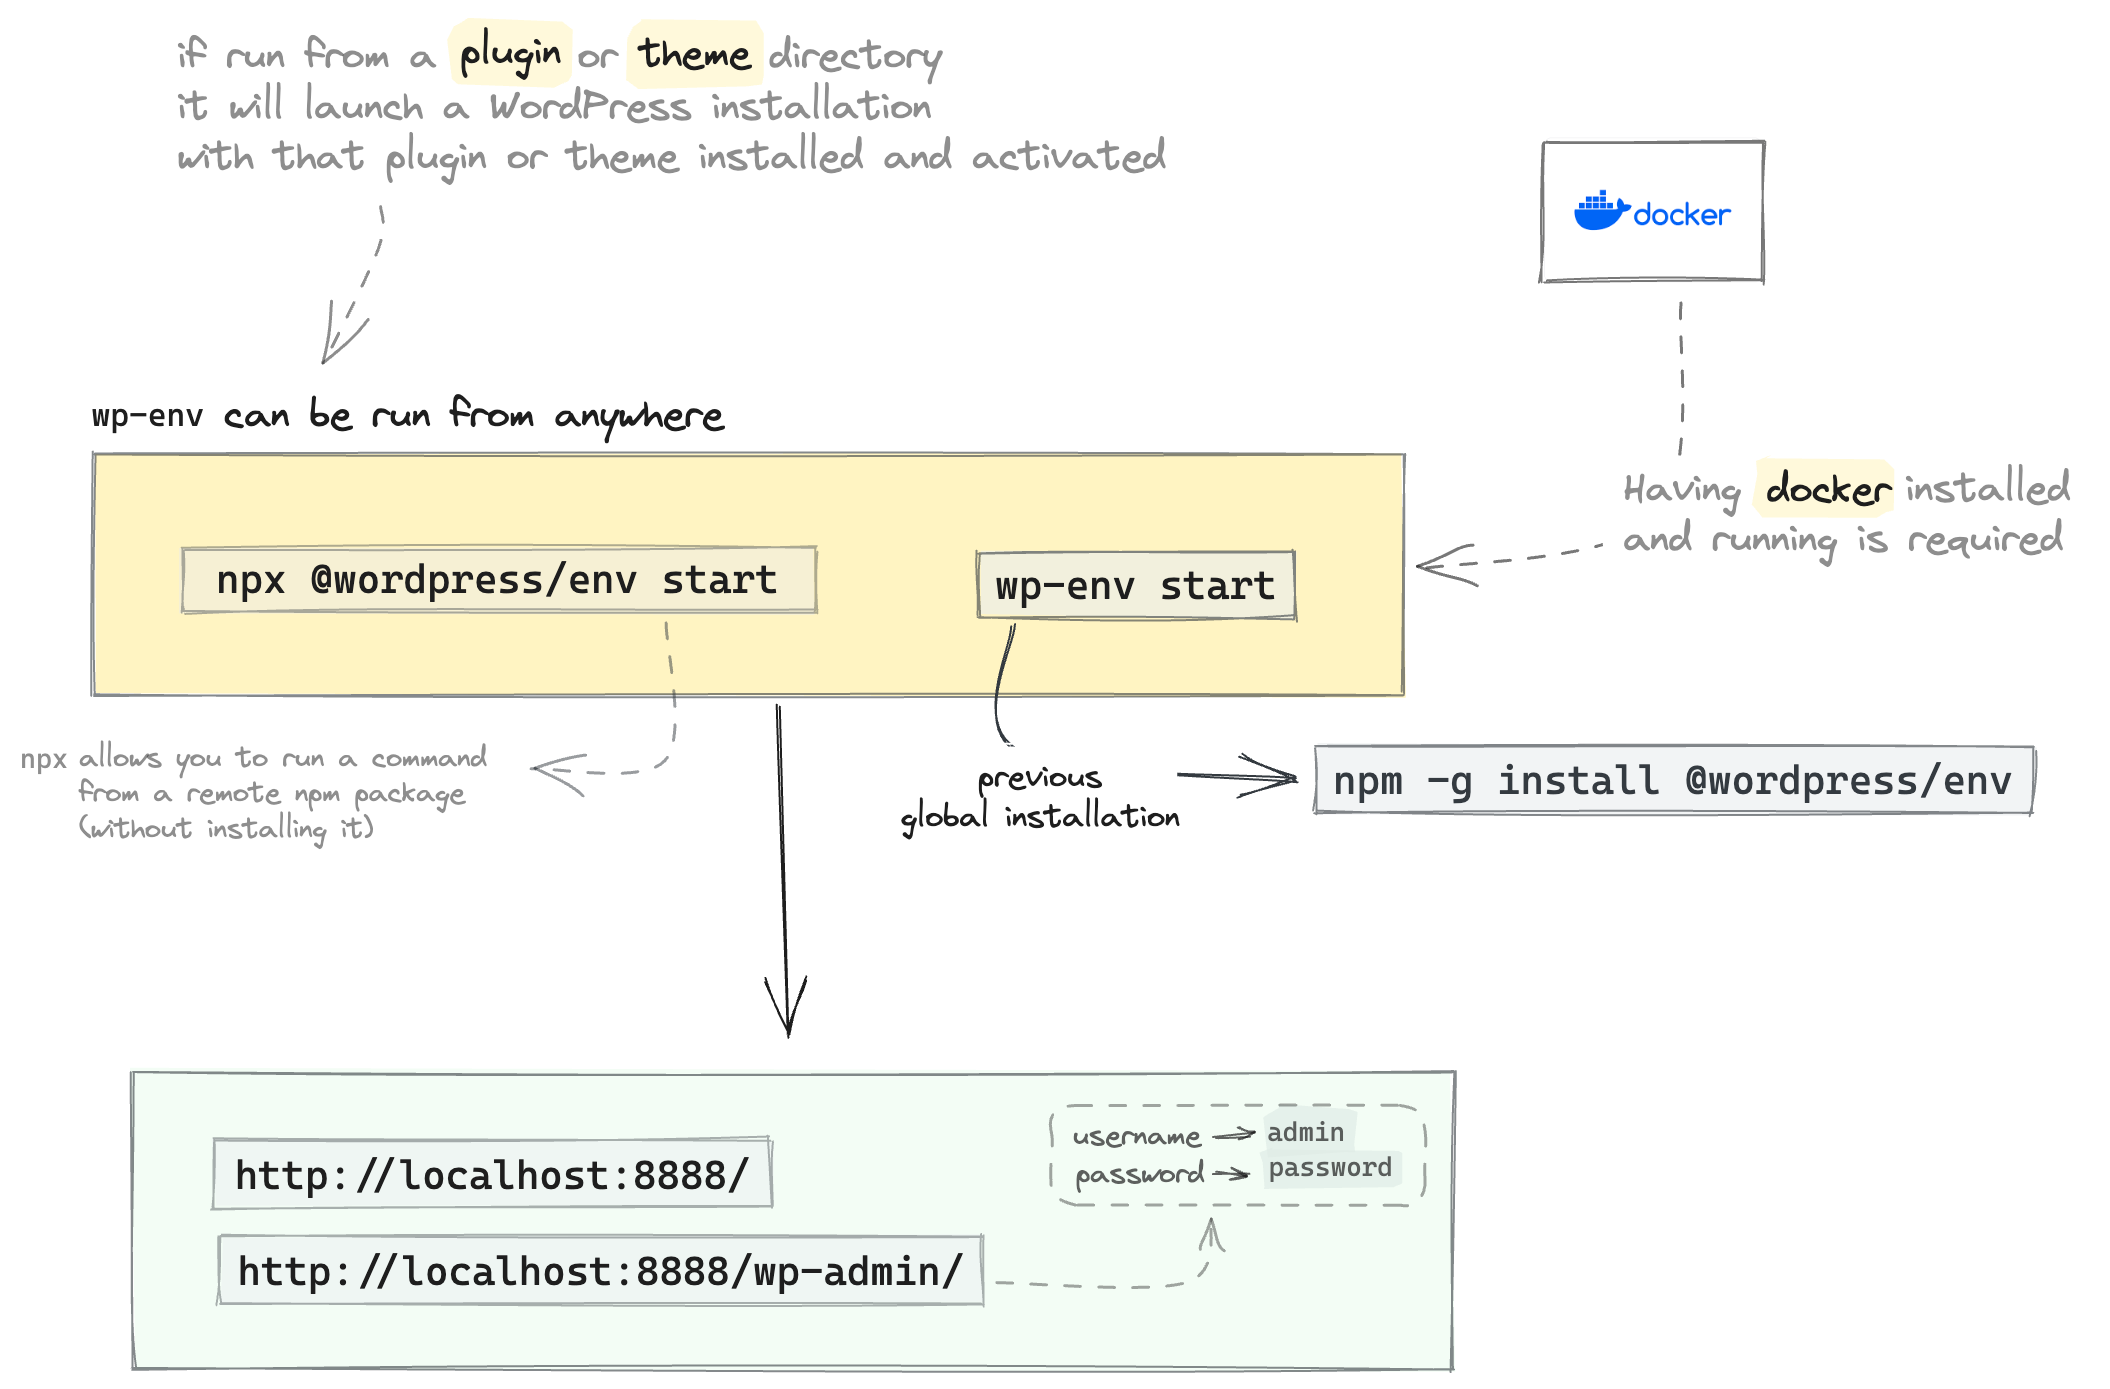 if run from a plugin or theme directory
it will launch a WordPress installation
with that plugin or theme installed and activated
docker
wp-env can be run from anywhere
Having docker installed
and running is required
npx @wordpress/env start
wp-env start
npx allows you to run a command
from a remote npm package
(without installing it)
previous
global installation
npm -g install @wordpress/env
http://localhost:8888/
username → admin
password → password
http://localhost:8888/wp-admin/